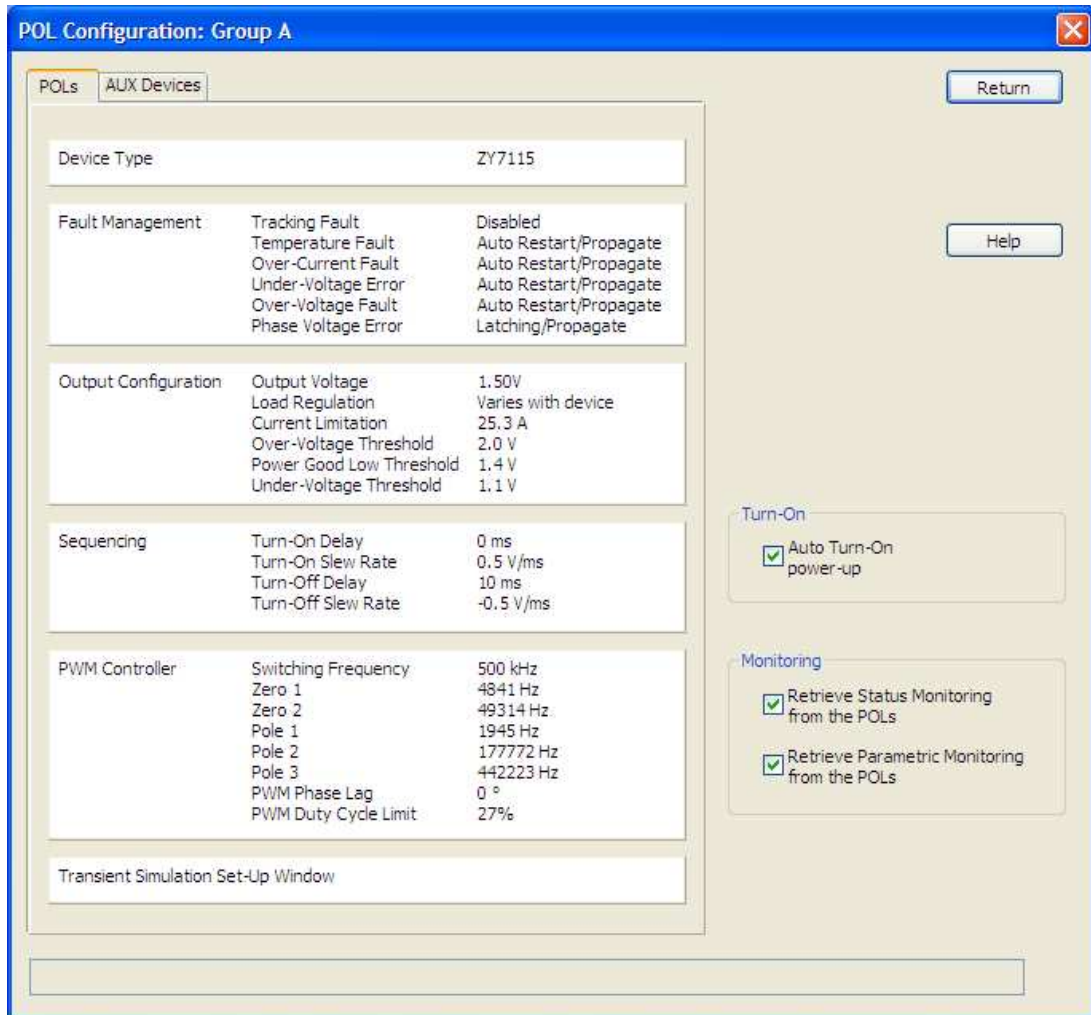 POL Configuration: Group A
POLs AUX Devices
Return
Device Type ZY7115
Fault Management Tracking Fault Disabled
Temperature Fault Auto Restart/Propagate
Over-Current Fault Auto Restart/Propagate
Under-Voltage Error Auto Restart/Propagate
Over-Voltage Fault Auto Restart/Propagate
Phase Voltage Error Latching/Propagate
Help
Output Configuration Output Voltage 1.50V
Load Regulation Varies with device
Current Limitation 25.3 A
Over-Voltage Threshold 2.0 V
Power Good Low Threshold 1.4 V
Under-Voltage Threshold 1.1 V
Sequencing Turn-On Delay 0 ms
Turn-On Slew Rate 0.5 V/ms
Turn-Off Delay 10 ms
Turn-Off Slew Rate -0.5 V/ms
Turn-On
Auto Turn-On
power-up
PWM Controller Switching Frequency 500 kHz
Zero 1 4841 Hz
Zero 2 49314 Hz
Pole 1 1945 Hz
Pole 2 177772 Hz
Pole 3 442223 Hz
PWM Phase Lag 0 °
PWM Duty Cycle Limit 27%
Monitoring
Retrieve Status Monitoring
from the POLs
Retrieve Parametric Monitoring
from the POLs
Transient Simulation Set-Up Window